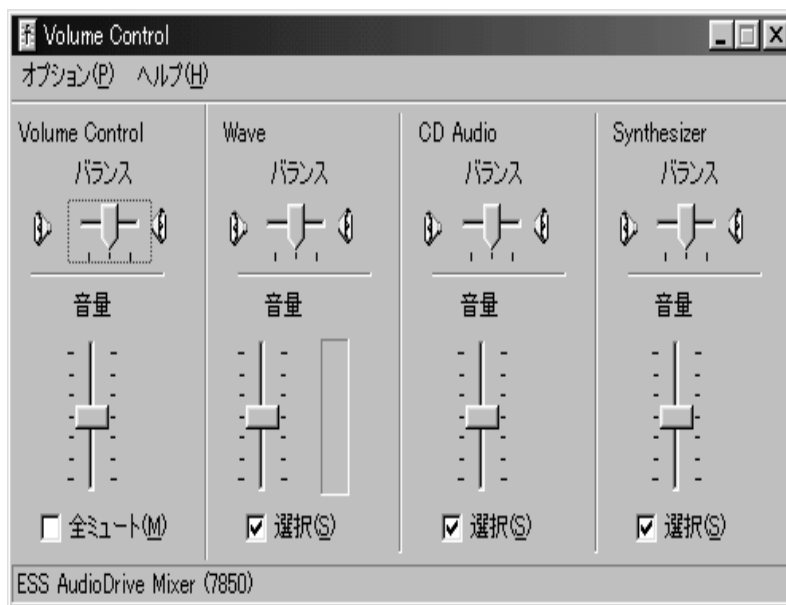 Volume Control
オプション(P) ヘルプ(H)
Volume Control
バランス
音量
全ミュート(M)
Wave
バランス
音量
選択(S)
CD Audio
バランス
音量
選択(S)
Synthesizer
バランス
音量
選択(S)
ESS AudioDrive Mixer (7850)